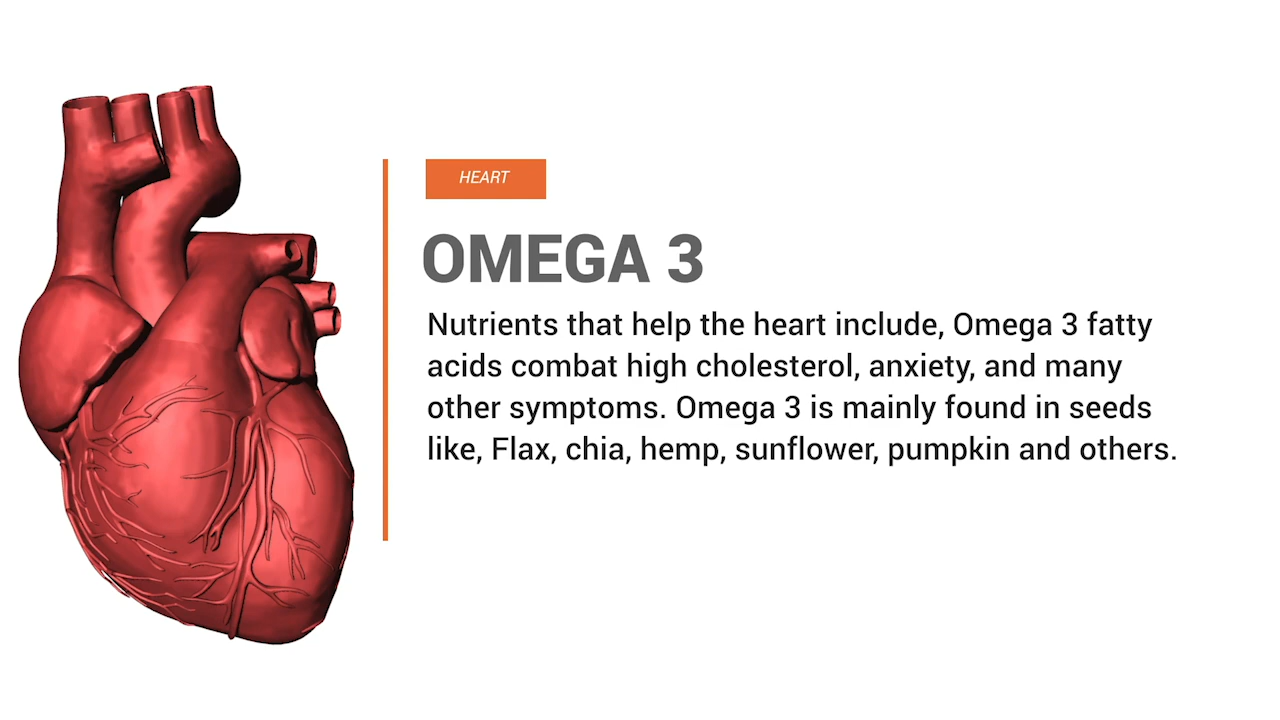 HEART
OMEGA 3
Nutrients that help the heart include, Omega 3 fatty
acids combat high cholesterol, anxiety, and many
other symptoms. Omega 3 is mainly found in seeds
like, Flax, chia, hemp, sunflower, pumpkin and others.